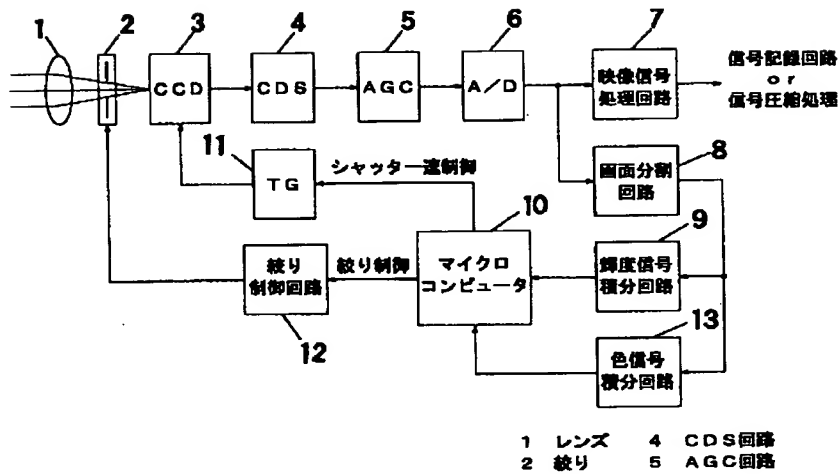 1
2
3
4
5
6
7
CCD
CDS
AGC
A/D
映像信号
処理回路
信号記録回路
or
信号圧縮処理
11
TG
シャッター速制御
8
画面分割
回路
10
マイクロ
コンピュータ
9
輝度信号
積分回路
絞り
制御回路
絞り制御
12
13
色信号
積分回路
1 レンズ 4 CDS回路
2 絞り 5 AGC回路